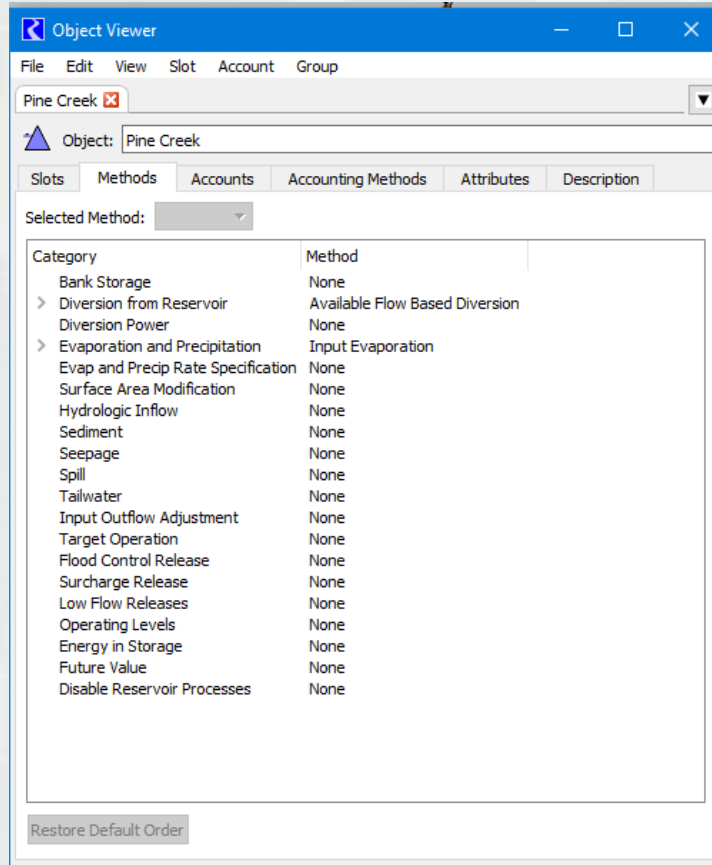 Object Viewer
File Edit View Slot Account Group
Pine Creek
Object: Pine Creek
Slots Methods Accounts Accounting Methods Attributes Description
Selected Method:
Category Method
Bank Storage None
Diversion from Reservoir Available Flow Based Diversion
Diversion Power None
Evaporation and Precipitation Input Evaporation
Evap and Precip Rate Specification None
Surface Area Modification None
Hydrologic Inflow None
Sediment None
Seepage None
Spill None
Tailwater None
Input Outflow Adjustment None
Target Operation None
Flood Control Release None
Surcharge Release None
Low Flow Releases None
Operating Levels None
Energy in Storage None
Future Value None
Disable Reservoir Processes None
Restore Default Order